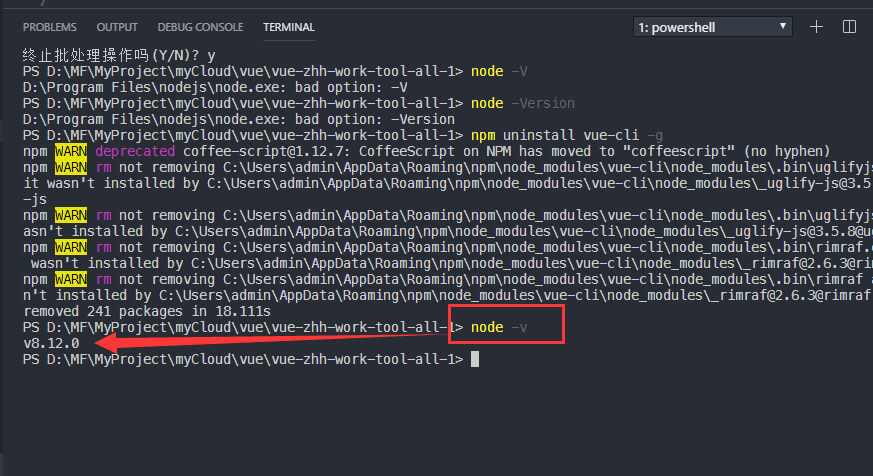 PROBLEMS OUTPUT DEBUG CONSOLE TERMINAL 1: powershell
终止批处理操作吗(Y/N)? y
PS D:\MF\MyProject\myCloud\vue\vue-zhh-work-tool-all-1> node -V
D:\Program Files\nodejs\node.exe: bad option: -V
PS D:\MF\MyProject\myCloud\vue\vue-zhh-work-tool-all-1> node -Version
D:\Program Files\nodejs\node.exe: bad option: -Version
PS D:\MF\MyProject\myCloud\vue\vue-zhh-work-tool-all-1> npm uninstall vue-cli -g
npm WARN deprecated coffee-script@1.12.7: CoffeeScript on NPM has moved to "coffeescript" (no hyphen)
npm WARN rm not removing C:\Users\admin\AppData\Roaming\npm\node_modules\vue-cli\node_modules\.bin\uglifyjs
it wasn't installed by C:\Users\admin\AppData\Roaming\npm\node_modules\vue-cli\node_modules\_uglify-js@3.5
-js
npm WARN rm not removing C:\Users\admin\AppData\Roaming\npm\node_modules\vue-cli\node_modules\.bin\uglifyjs
asn't installed by C:\Users\admin\AppData\Roaming\npm\node_modules\vue-cli\node_modules\_uglify-js@3.5.8@u
npm WARN rm not removing C:\Users\admin\AppData\Roaming\npm\node_modules\vue-cli\node_modules\.bin\rimraf.
wasn't installed by C:\Users\admin\AppData\Roaming\npm\node_modules\vue-cli\node_modules\_rimraf@2.6.3@rim
npm WARN rm not removing C:\Users\admin\AppData\Roaming\npm\node_modules\vue-cli\node_modules\.bin\rimraf
n't installed by C:\Users\admin\AppData\Roaming\npm\node_modules\vue-cli\node_modules\_rimraf@2.6.3@rimraf
removed 241 packages in 18.111s
PS D:\MF\MyProject\myCloud\vue\vue-zhh-work-tool-all-1> node -v
v8.12.0
PS D:\MF\MyProject\myCloud\vue\vue-zhh-work-tool-all-1>